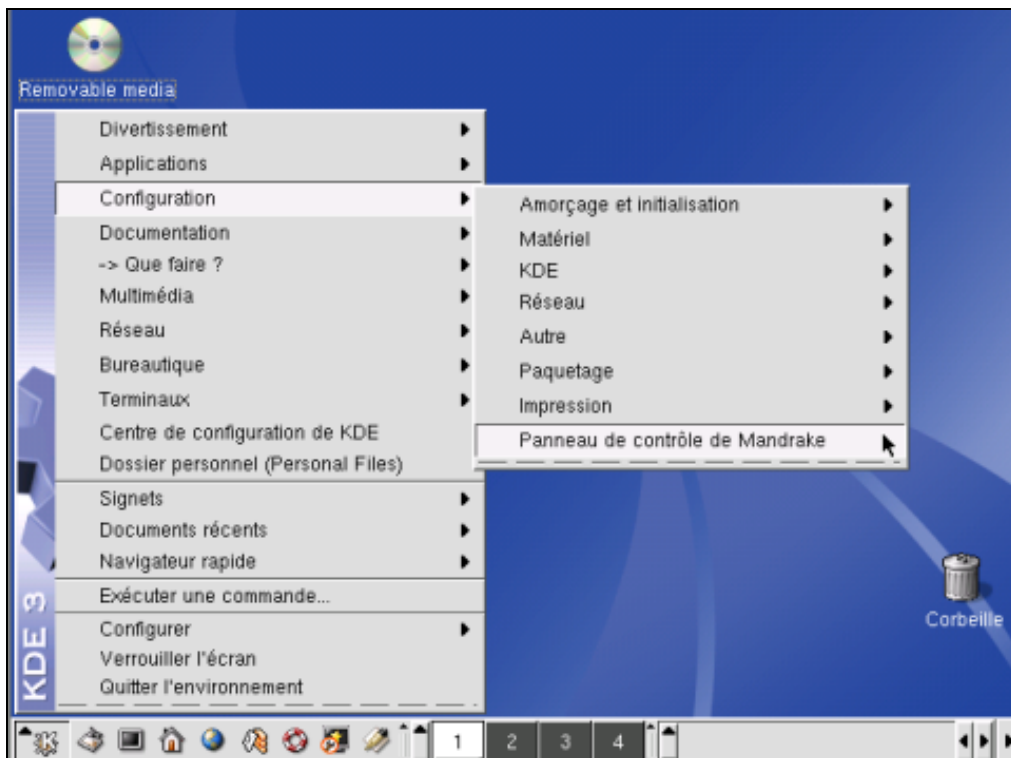 Removable media
Divertissement
Applications
Configuration
Documentation
-> Que faire ?
Multimédia
Réseau
Bureautique
Terminaux
Centre de configuration de KDE
Dossier personnel (Personal Files)
Signets
Documents récents
Navigateur rapide
Exécuter une commande...
Configurer
Verrouiller l'écran
Quitter l'environnement
KDE 3
Amorçage et initialisation
Matériel
KDE
Réseau
Autre
Paquetage
Impression
Panneau de contrôle de Mandrake
Corbeille
1 2 3 4